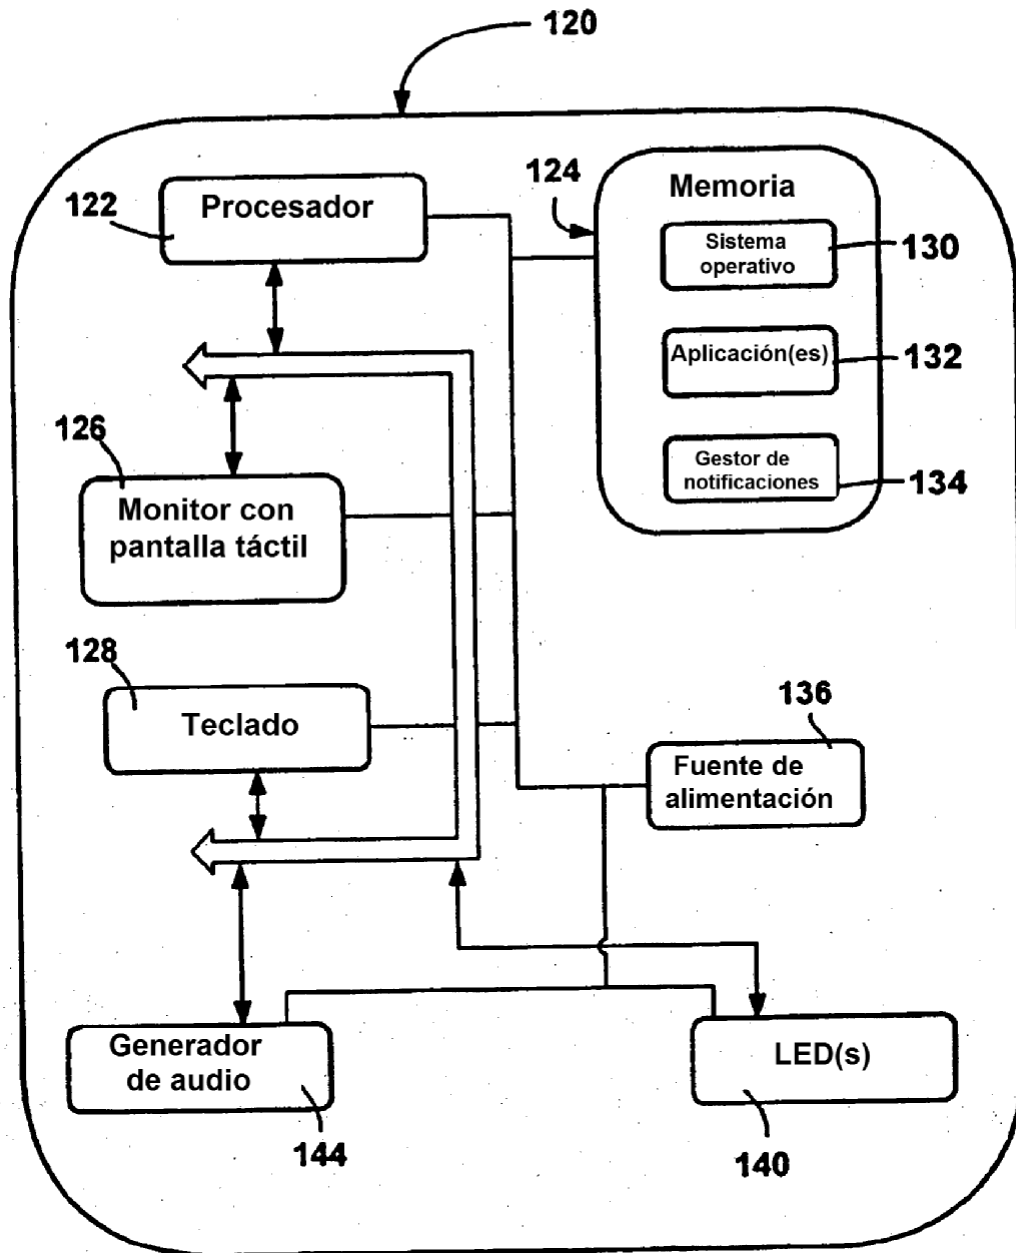 120
122
Procesador
124
Memoria
Sistema
operativo
130
Aplicación(es)
132
Gestor de
notificaciones
134
126
Monitor con
pantalla táctil
128
Teclado
136
Fuente de
alimentación
Generador
de audio
144
LED(s)
140